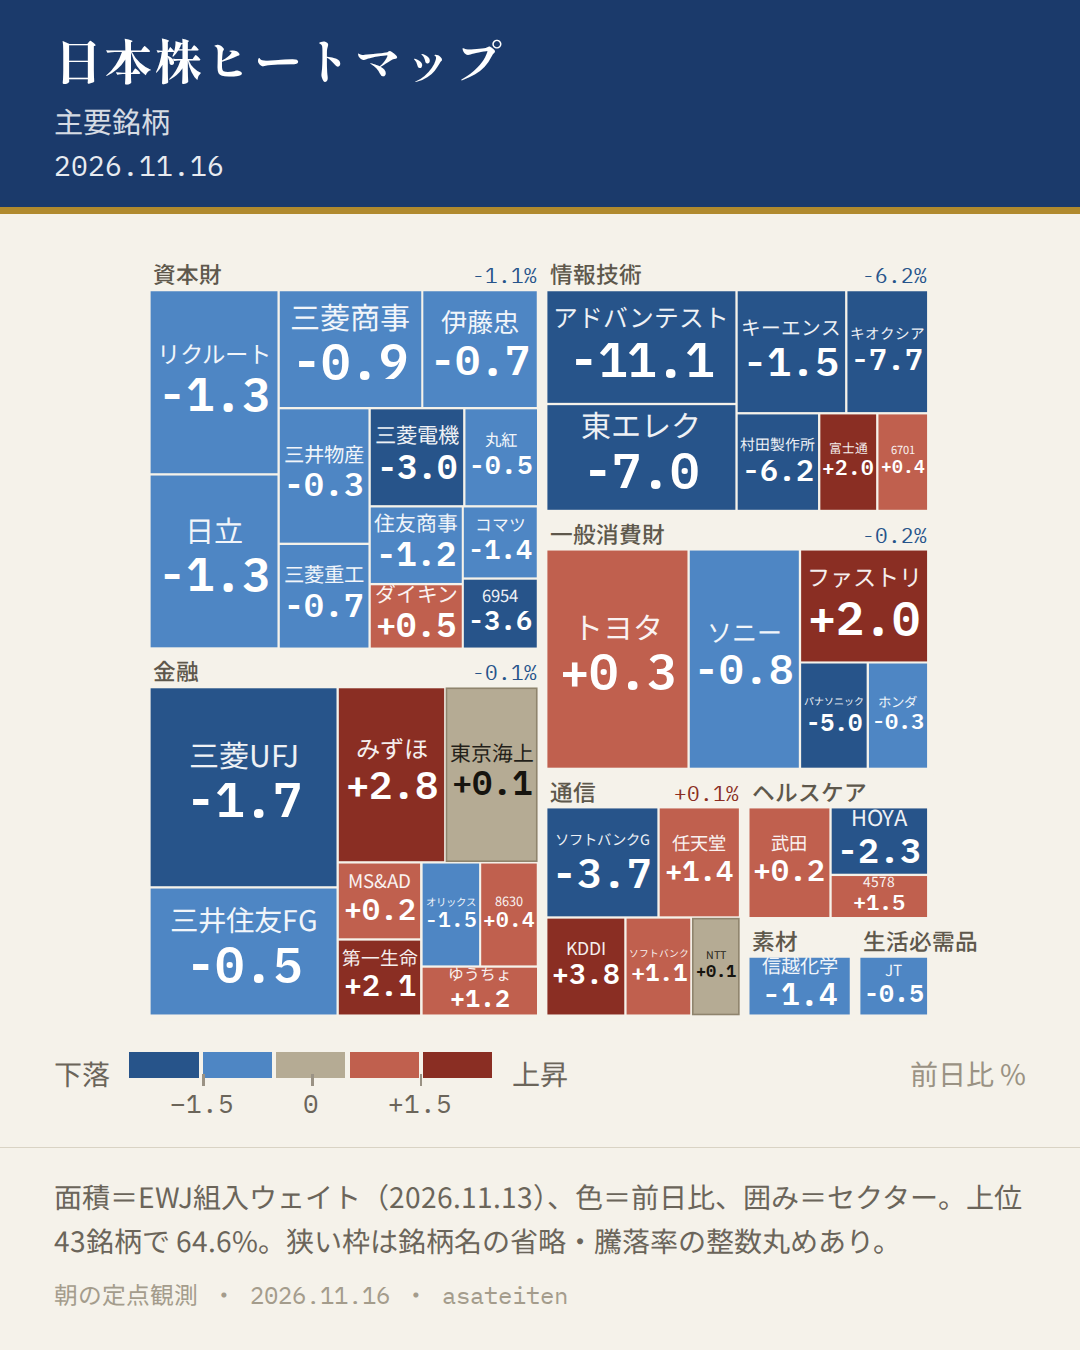 日本株ヒートマップ
主要銘柄
2026.11.16
資本財 -1.1%
リクルート
-1.3
三菱商事
-0.9
伊藤忠
-0.7
日立
-1.3
三井物産
-0.3
三菱電機
-3.0
丸紅
-0.5
三菱重工
-0.7
住友商事
-1.2
コマツ
-1.4
ダイキン
+0.5
6954
-3.6
金融 -0.1%
三菱UFJ
-1.7
みずほ
+2.8
東京海上
+0.1
三井住友FG
-0.5
MS&AD
+0.2
オリックス
-1.5
8630
+0.4
第一生命
+2.1
ゆうちょ
+1.2
情報技術 -6.2%
アドバンテスト
-11.1
キーエンス
-1.5
キオクシア
-7.7
東エレク
-7.0
村田製作所
-6.2
富士通
+2.0
6701
+0.4
一般消費財 -0.2%
トヨタ
+0.3
ソニー
-0.8
ファストリ
+2.0
パナソニック
-5.0
ホンダ
-0.3
通信 +0.1%
ソフトバンクG
-3.7
任天堂
+1.4
KDDI
+3.8
ソフトバンク
+1.1
NTT
+0.1
ヘルスケア
武田
+0.2
HOYA
-2.3
4578
+1.5
素材
信越化学
-1.4
生活必需品
JT
-0.5
下落 上昇 前日比 %
−1.5 0 +1.5
面積＝EWJ組入ウェイト（2026.11.13）、色＝前日比、囲み＝セクター。上位
43銘柄で 64.6%。狭い枠は銘柄名の省略・騰落率の整数丸めあり。
朝の定点観測 ・ 2026.11.16 ・ asateiten